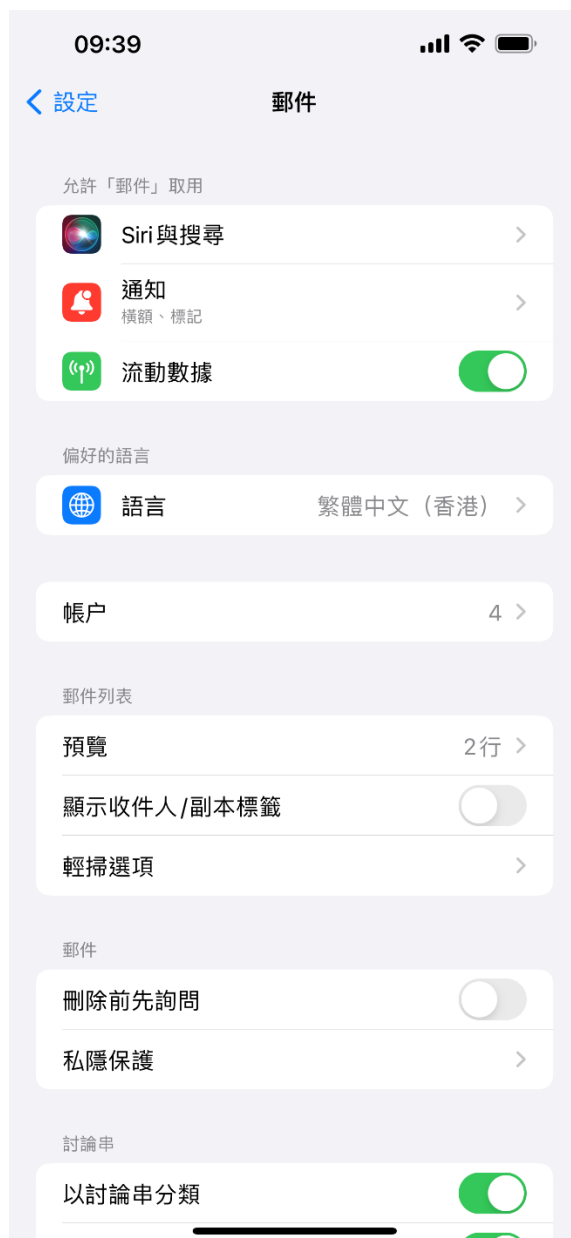 09:39
設定
郵件
允許「郵件」取用
Siri與搜尋
通知
橫額、標記
流動數據
偏好的語言
語言
繁體中文（香港）
帳户
4
郵件列表
預覽
2行
顯示收件人/副本標籤
輕掃選項
郵件
刪除前先詢問
私隱保護
討論串
以討論串分類